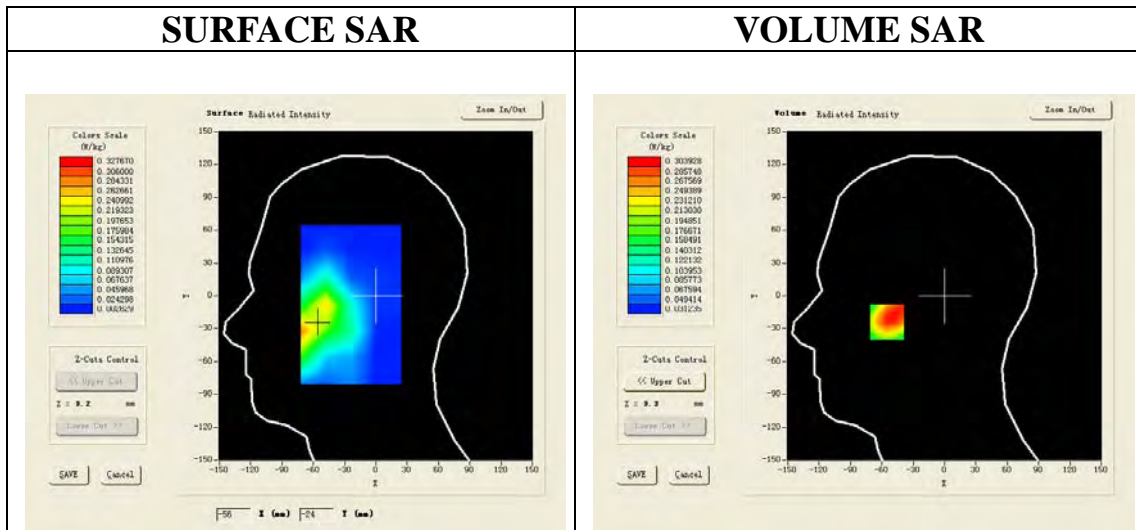 SURFACE SAR
VOLUME SAR
Surface Radiated Intensity
Zoom In/Out
Colors Scale
(W/kg)
0.327670
0.306000
0.284331
0.262661
0.240992
0.219323
0.197653
0.175984
0.154315
0.132645
0.110976
0.089307
0.067637
0.045968
0.024298
0.002629
150
120
90
60
30
0
-30
-60
-90
-120
-150
Y
-150 -120 -90 -60 -30 0 30 60 90 120 150
X
Z-Cuts Control
<< Upper Cut
Z = 9.2 mm
Lower Cut >>
SAVE Cancel
-56 X (mm) -24 Y (mm)
Volume Radiated Intensity
Zoom In/Out
Colors Scale
(W/kg)
0.303928
0.285748
0.267569
0.249389
0.231210
0.213030
0.194851
0.176671
0.158491
0.140312
0.122132
0.103953
0.085773
0.067594
0.049414
0.031235
150
120
90
60
30
0
-30
-60
-90
-120
-150
Y
-150 -120 -90 -60 -30 0 30 60 90 120 150
X
Z-Cuts Control
<< Upper Cut
Z = mm
Lower Cut >>
SAVE Cancel